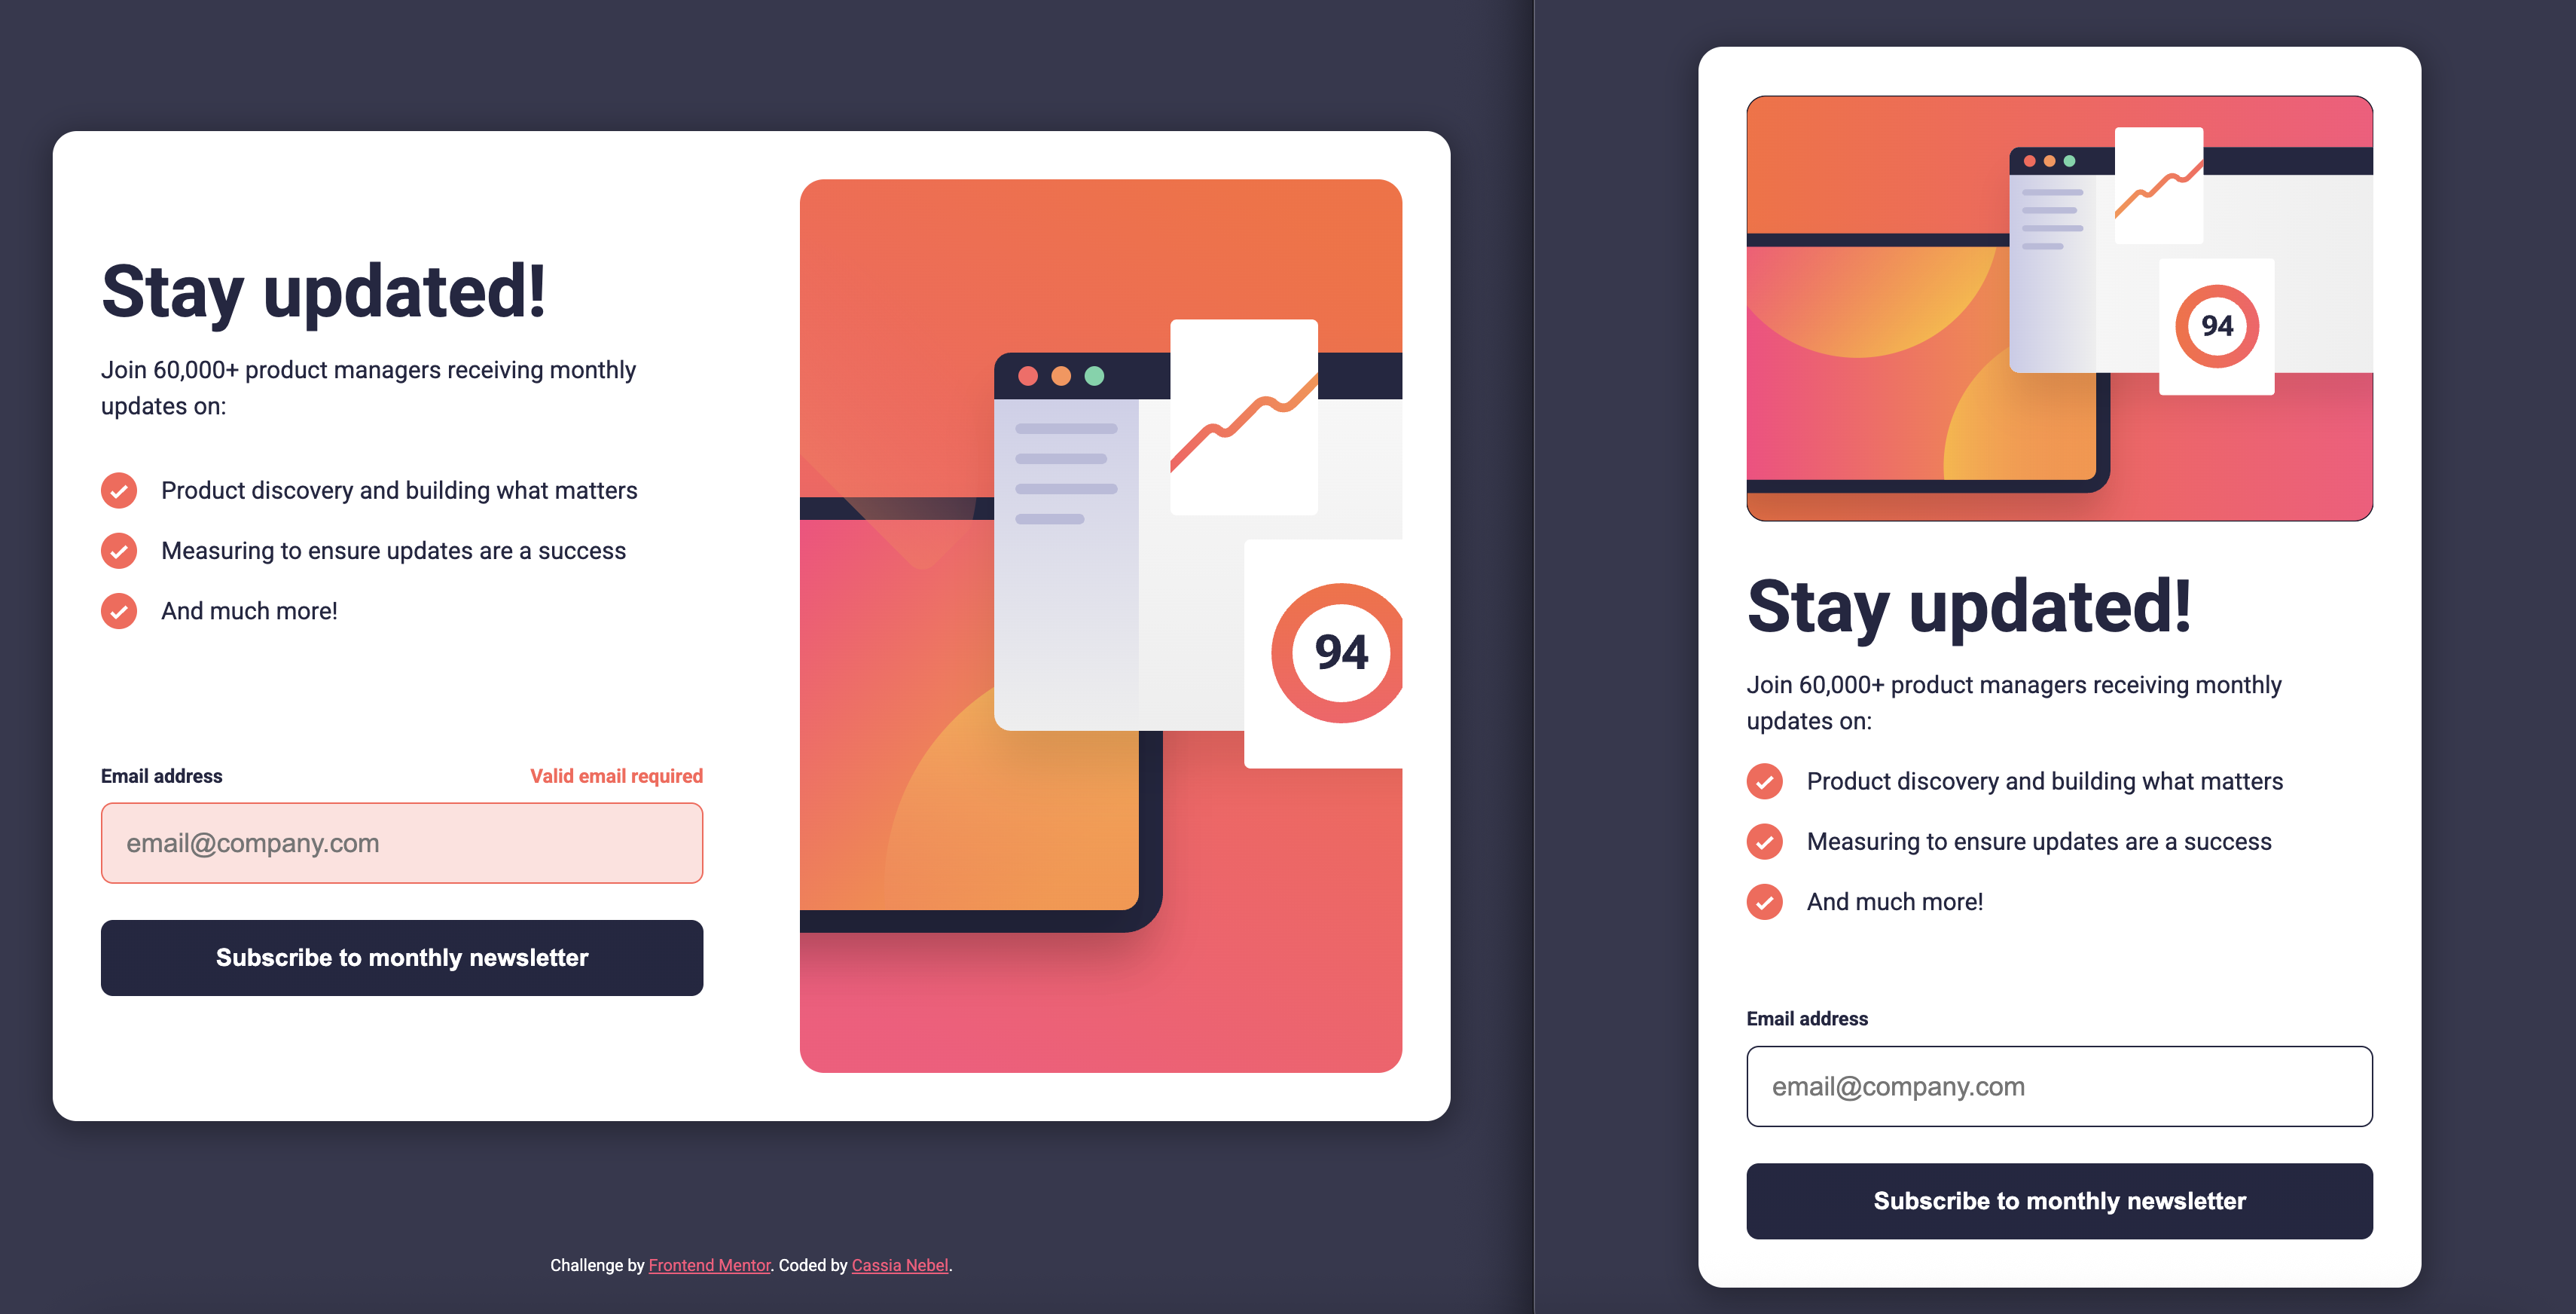 Stay updated!
Join 60,000+ product managers receiving monthly
updates on:
Product discovery and building what matters
Measuring to ensure updates are a success
And much more!
Email address
Valid email required
email@company.com
Subscribe to monthly newsletter
94
Challenge by Frontend Mentor. Coded by Cassia Nebel.
94
Stay updated!
Join 60,000+ product managers receiving monthly
updates on:
Product discovery and building what matters
Measuring to ensure updates are a success
And much more!
Email address
email@company.com
Subscribe to monthly newsletter